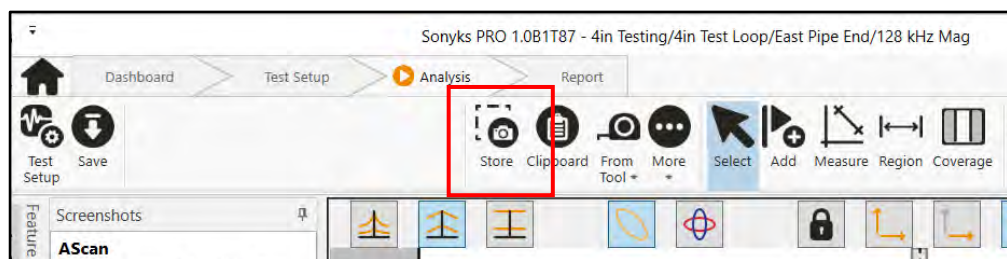 Sonyks PRO 1.0B1T87 - 4in Testing/4in Test Loop/East Pipe End/128 kHz Mag
Dashboard Test Setup Analysis Report
Test Setup Save Store Clipboard From Tool More Select Add Measure Region Coverage
Feature
Screenshots
AScan